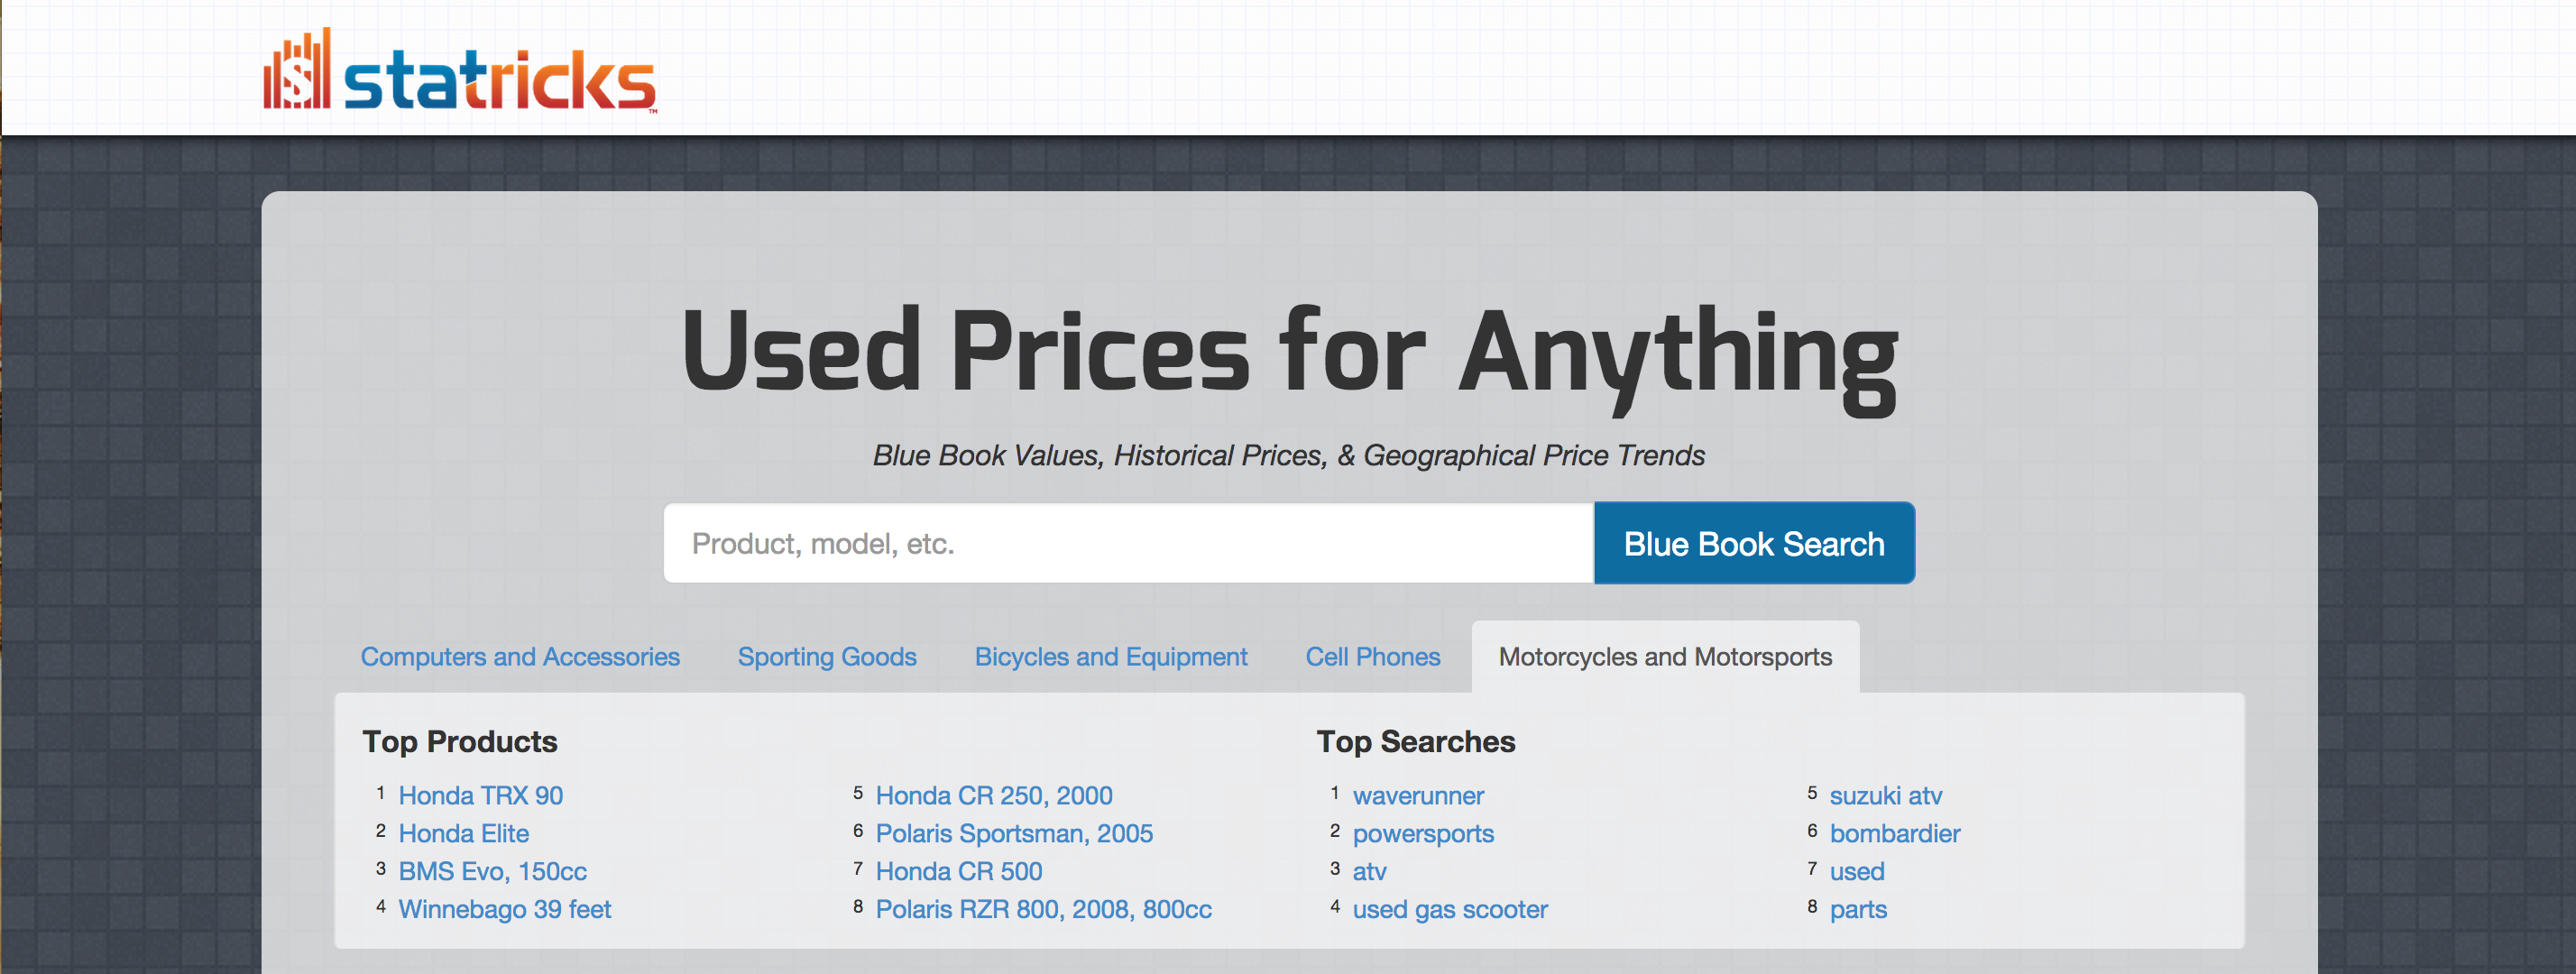 statricks™
Used Prices for Anything
Blue Book Values, Historical Prices, & Geographical Price Trends
Product, model, etc.
Blue Book Search
Computers and Accessories
Sporting Goods
Bicycles and Equipment
Cell Phones
Motorcycles and Motorsports
Top Products
1 Honda TRX 90
2 Honda Elite
3 BMS Evo, 150cc
4 Winnebago 39 feet
5 Honda CR 250, 2000
6 Polaris Sportsman, 2005
7 Honda CR 500
8 Polaris RZR 800, 2008, 800cc
Top Searches
1 waverunner
2 powersports
3 atv
4 used gas scooter
5 suzuki atv
6 bombardier
7 used
8 parts